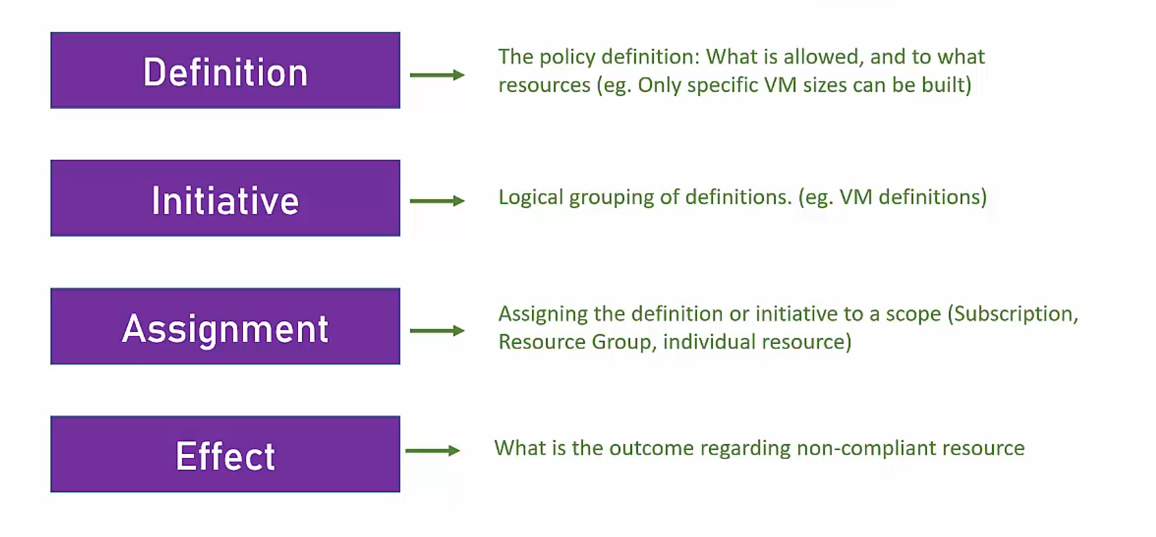 Definition
The policy definition: What is allowed, and to what
resources (eg. Only specific VM sizes can be built)
Initiative
Logical grouping of definitions. (eg. VM definitions)
Assignment
Assigning the definition or initiative to a scope (Subscription,
Resource Group, individual resource)
Effect
What is the outcome regarding non-compliant resource